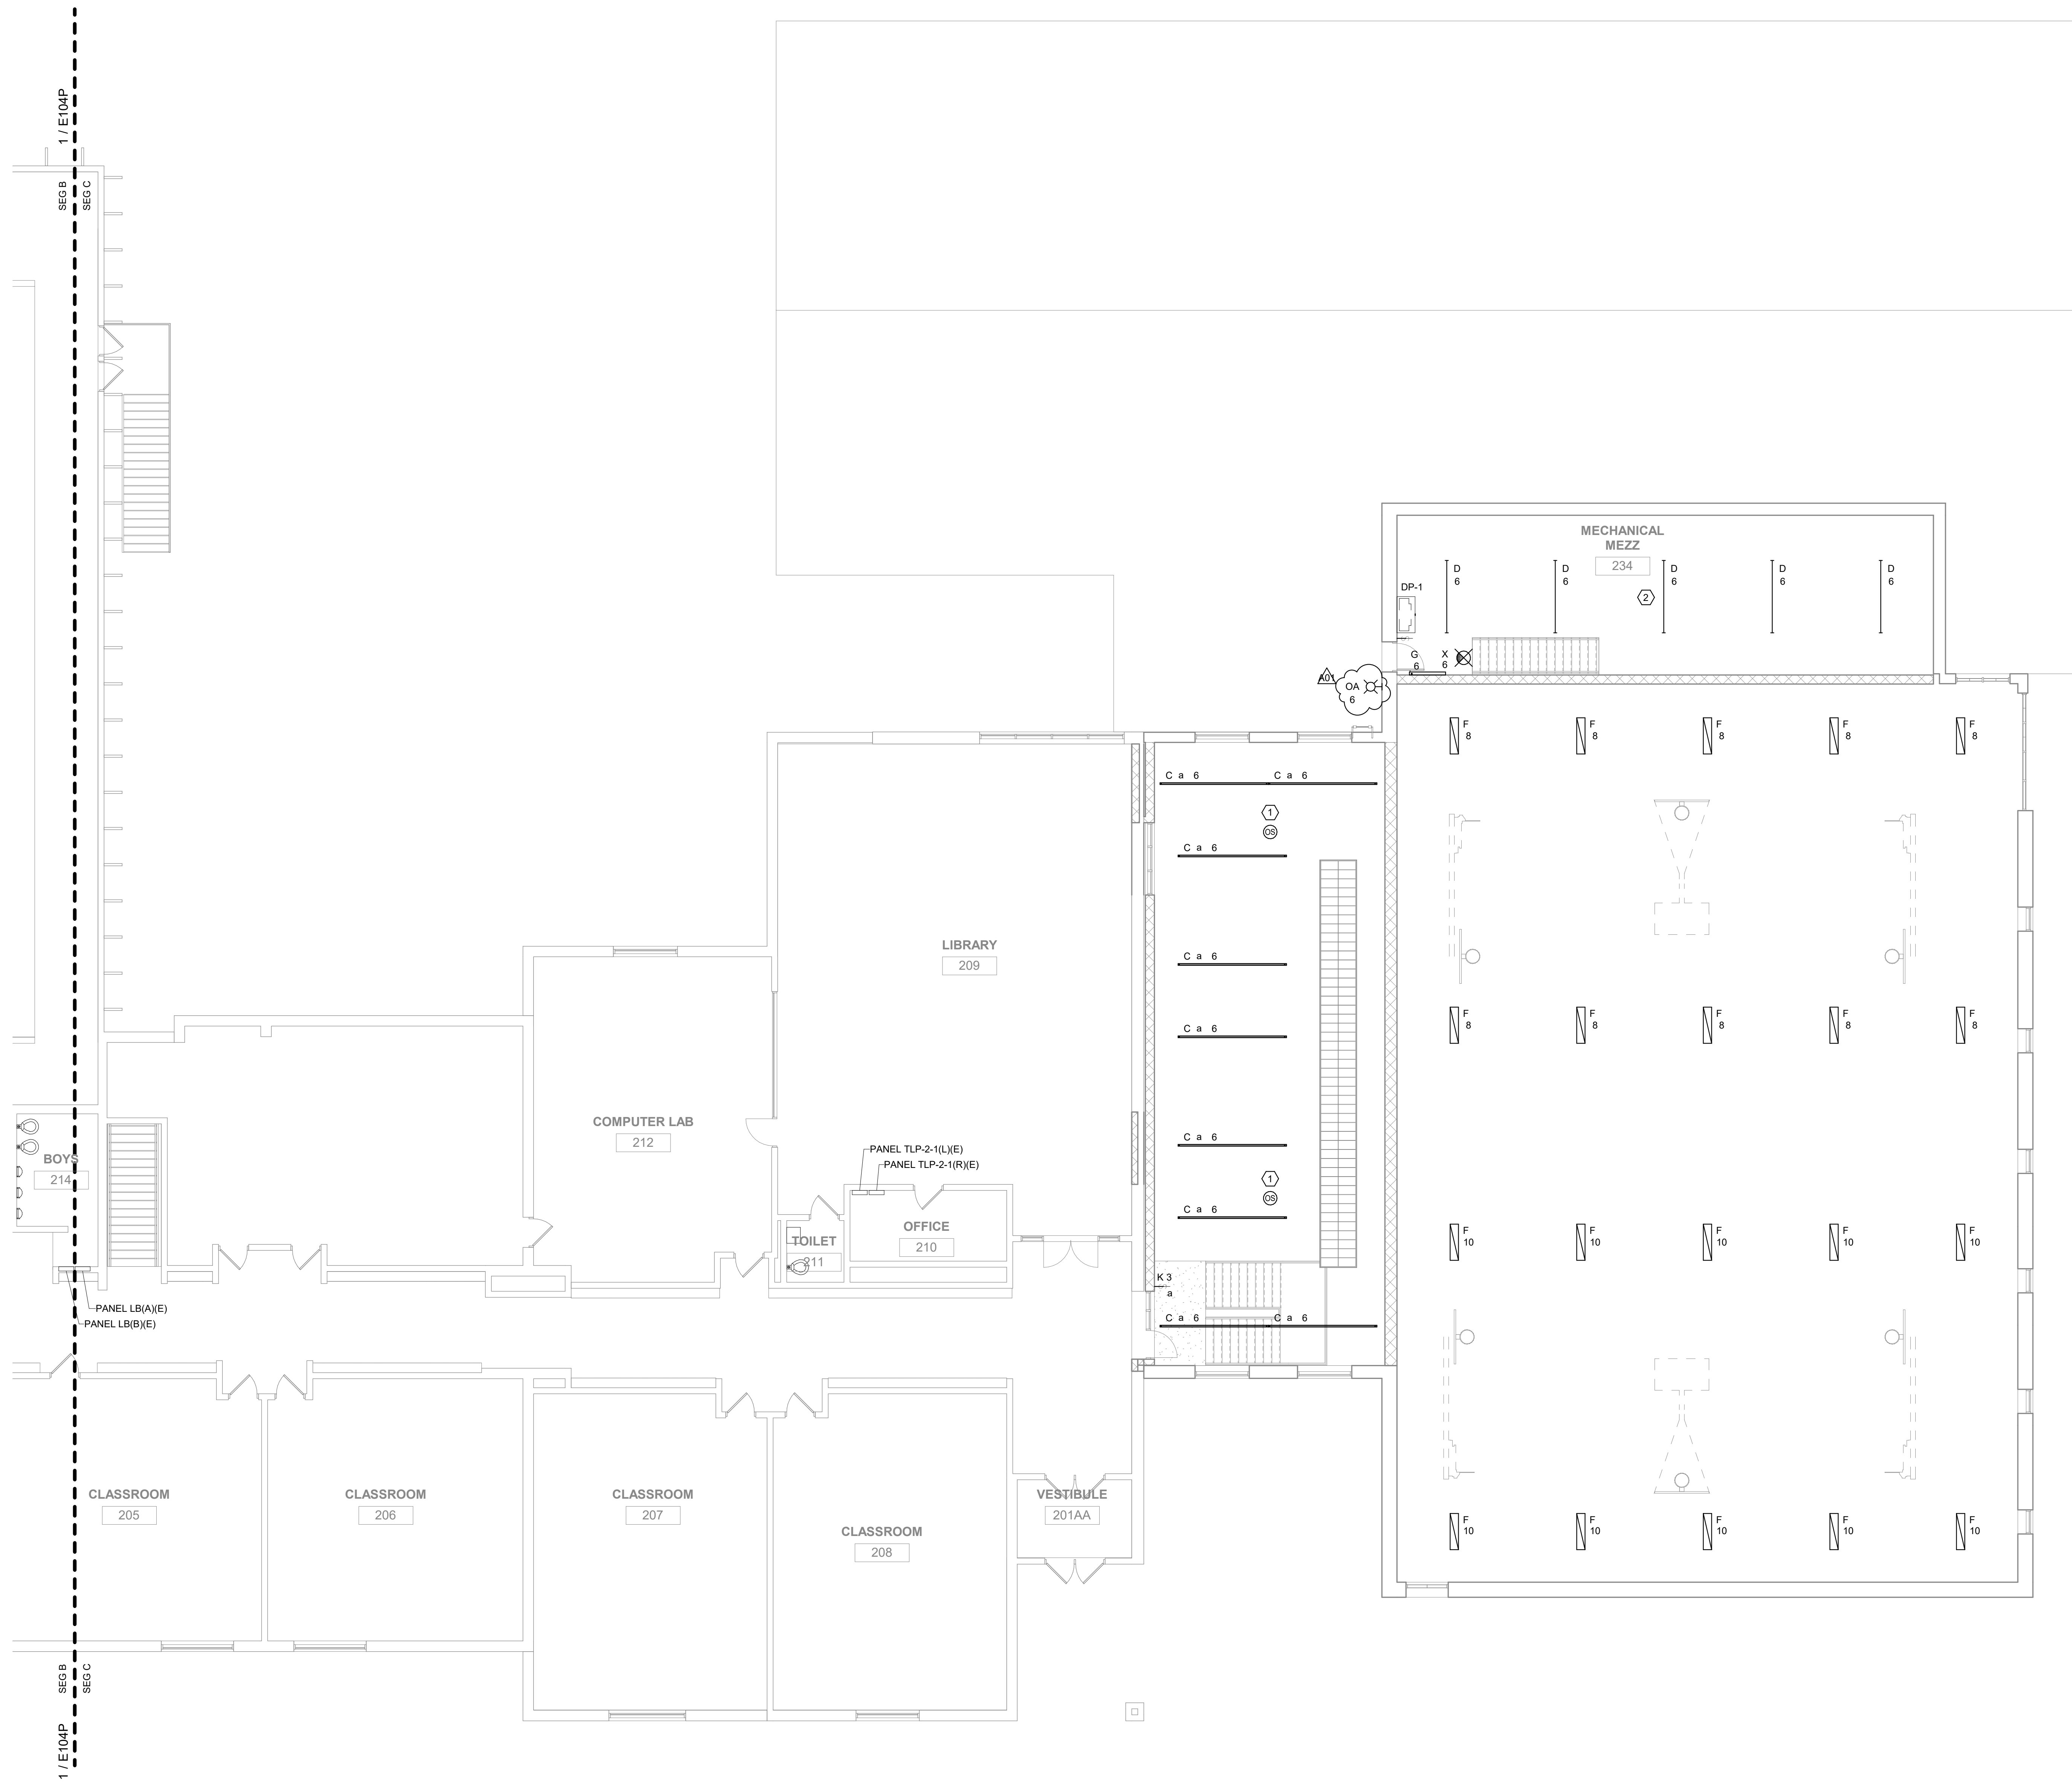 1 / E104P
SEG B
SEG C
MECHANICAL
MEZZ
234
D
6
D
6
D
6
D
6
D
6
2
DP-1
G
6
X
6
A01
OA
6
F
8
F
8
F
8
F
8
F
8
C a 6
C a 6
1
OS
C a 6
LIBRARY
209
C a 6
F
8
F
8
F
8
F
8
F
8
C a 6
COMPUTER LAB
212
PANEL TLP-2-1(L)(E)
PANEL TLP-2-1(R)(E)
C a 6
BOYS
214
1
OS
C a 6
OFFICE
210
TOILET
211
F
10
F
10
F
10
F
10
F
10
K 3
a
PANEL LB(A)(E)
PANEL LB(B)(E)
C a 6
C a 6
CLASSROOM
205
CLASSROOM
206
CLASSROOM
207
CLASSROOM
208
VESTIBULE
201AA
F
10
F
10
F
10
F
10
F
10
SEG B
SEG C
1 / E104P